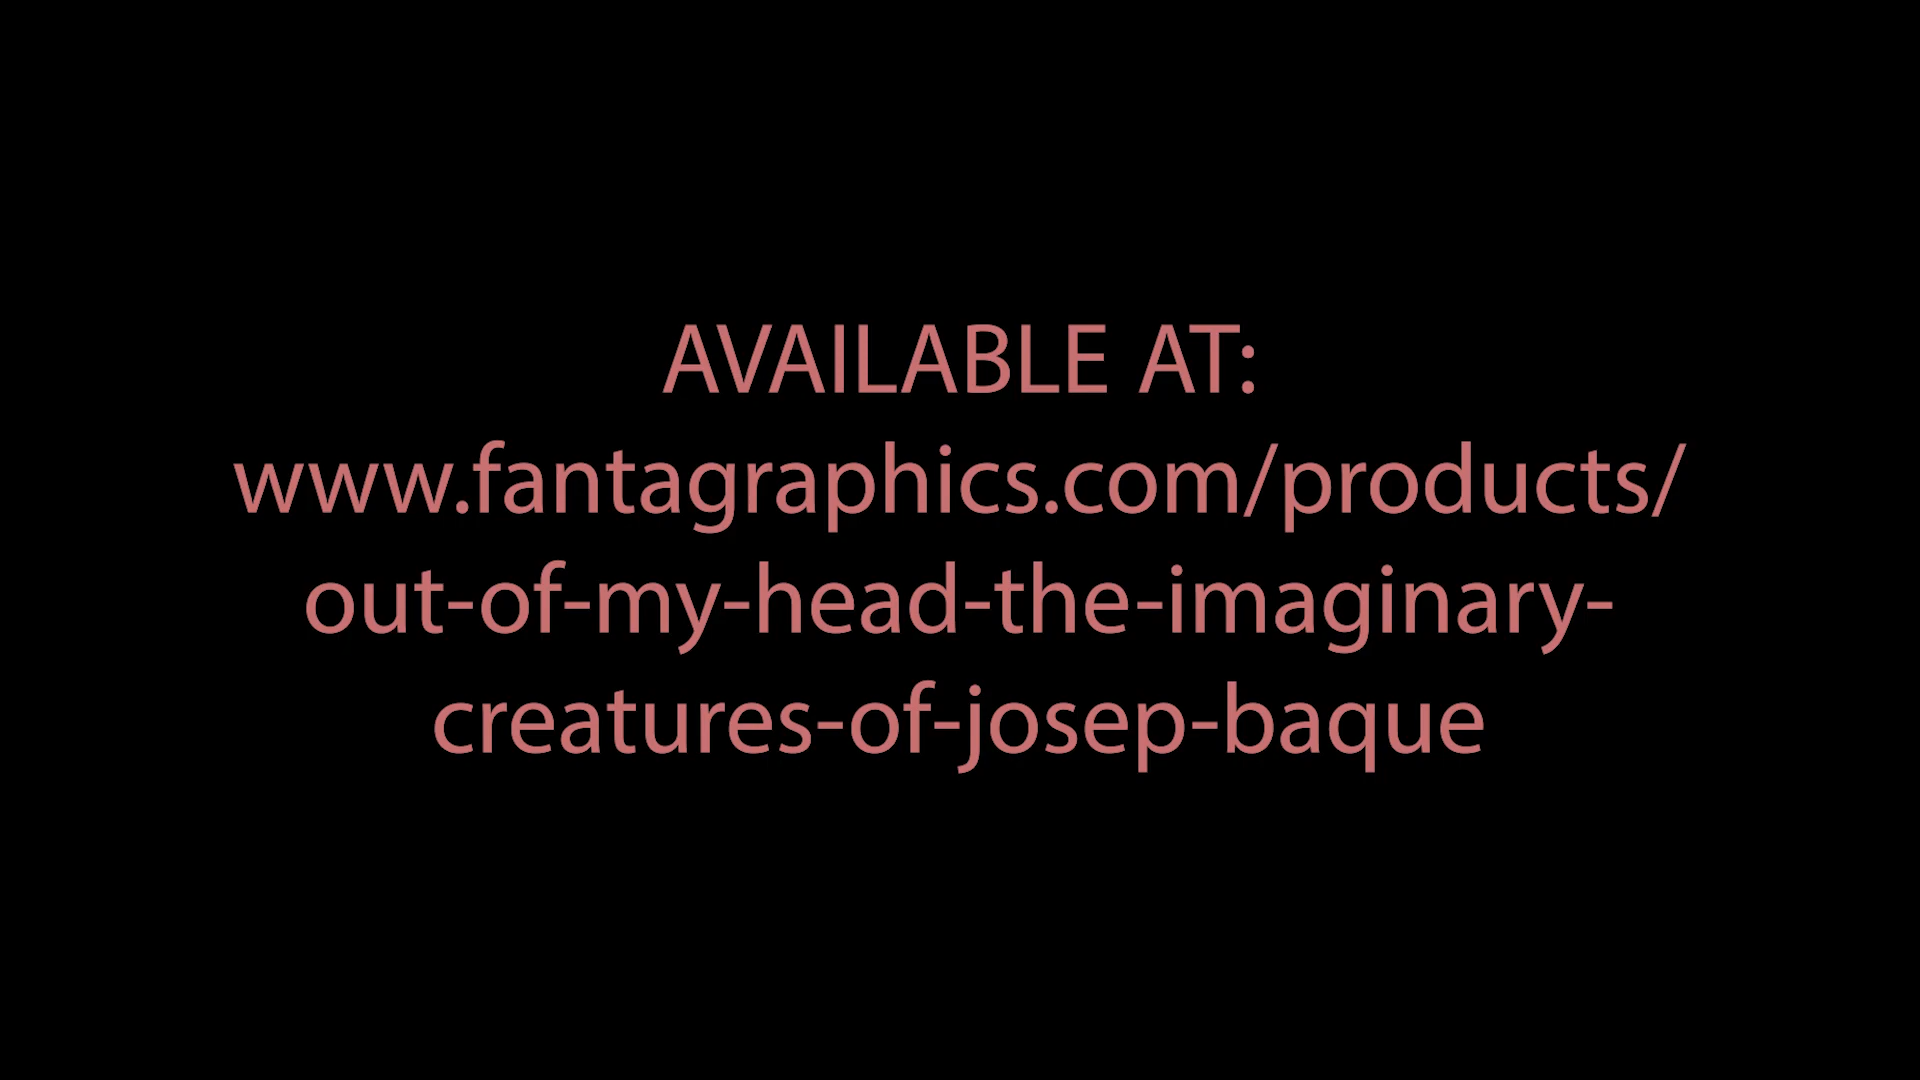 AVAILABLE AT:
www.fantagraphics.com/products/
out-of-my-head-the-imaginary-
creatures-of-josep-baque